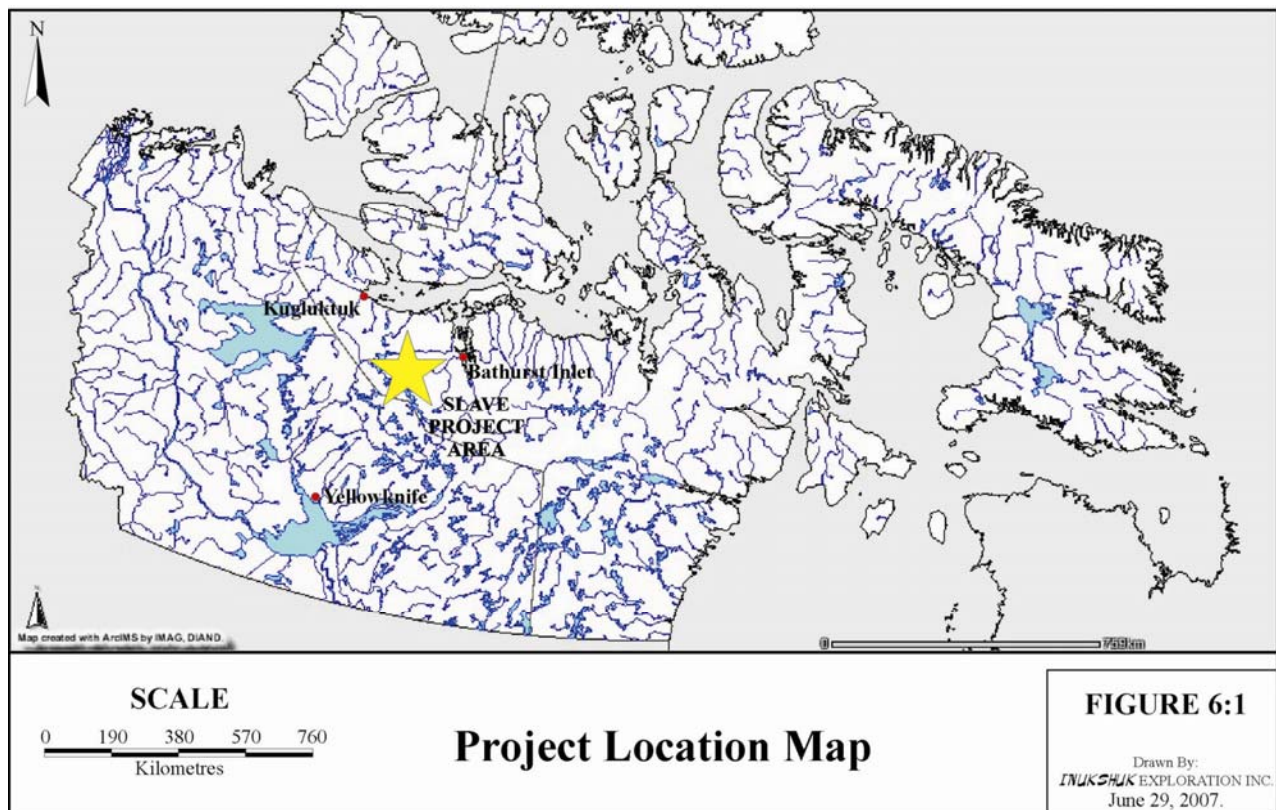 N
Kugluktuk
Bathurst Inlet
SLAVE
PROJECT
AREA
Yellowknife
N
Map created with ArcIMS by IMAG, DIAND.
0 759km
SCALE
0 190 380 570 760
Kilometres
Project Location Map
FIGURE 6:1
Drawn By:
INUKSHUK EXPLORATION INC.
June 29, 2007.